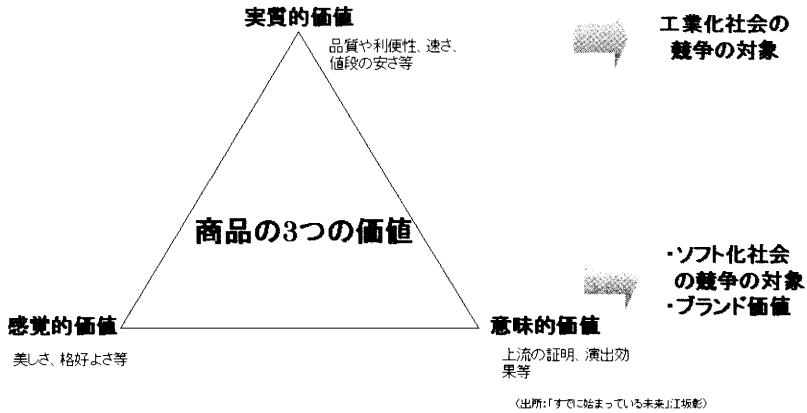 実質的価値
品質や利便性、速さ、
値段の安さ等
工業化社会の
競争の対象
商品の3つの価値
・ソフト化社会
の競争の対象
・ブランド価値
感覚的価値
美しさ、格好よさ等
意味的価値
上流の証明、演出効
果等
(出所:「すでに始まっている未来」江坂彰)